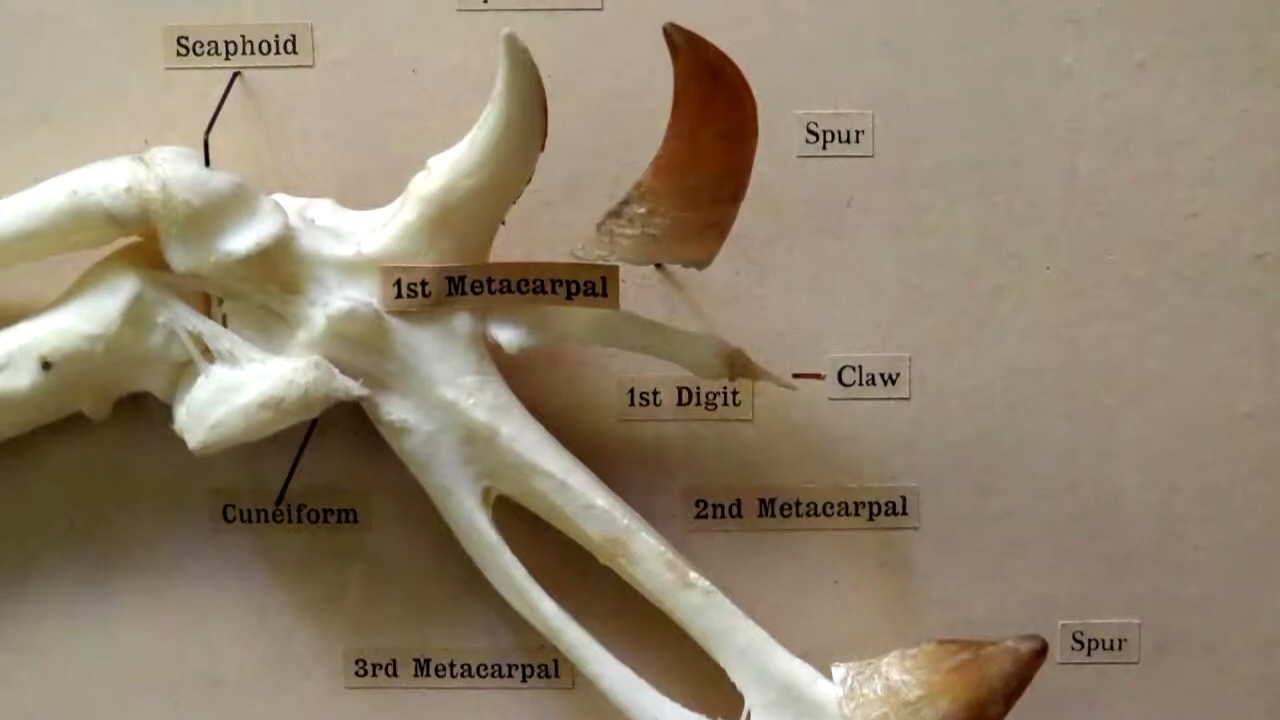 Scaphoid
Spur
1st Metacarpal
Claw
1st Digit
2nd Metacarpal
Cuneiform
Spur
3rd Metacarpal